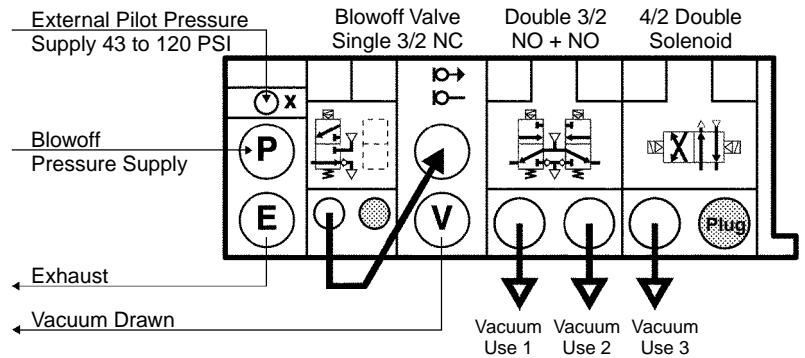 External Pilot Pressure
Supply 43 to 120 PSI
Blowoff Valve
Single 3/2 NC
Double 3/2
NO + NO
4/2 Double
Solenoid
X
Blowoff
Pressure Supply
P
E
V
Plug
Exhaust
Vacuum Drawn
Vacuum
Use 1
Vacuum
Use 2
Vacuum
Use 3